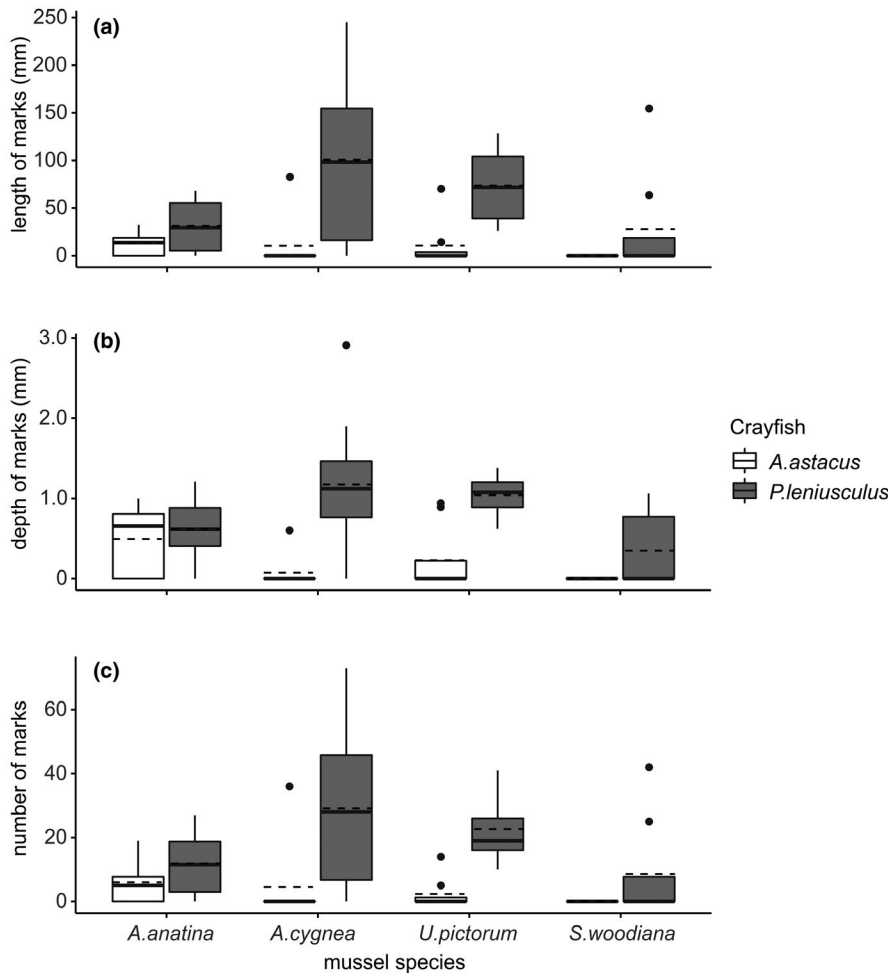 (a)
250
200
150
100
50
0
length of marks (mm)
(b)
3.0
2.0
1.0
0
depth of marks (mm)
Crayfish
A.astacus
P.leniusculus
(c)
60
40
20
0
number of marks
A.anatina A.cygnea U.pictorum S.woodiana
mussel species